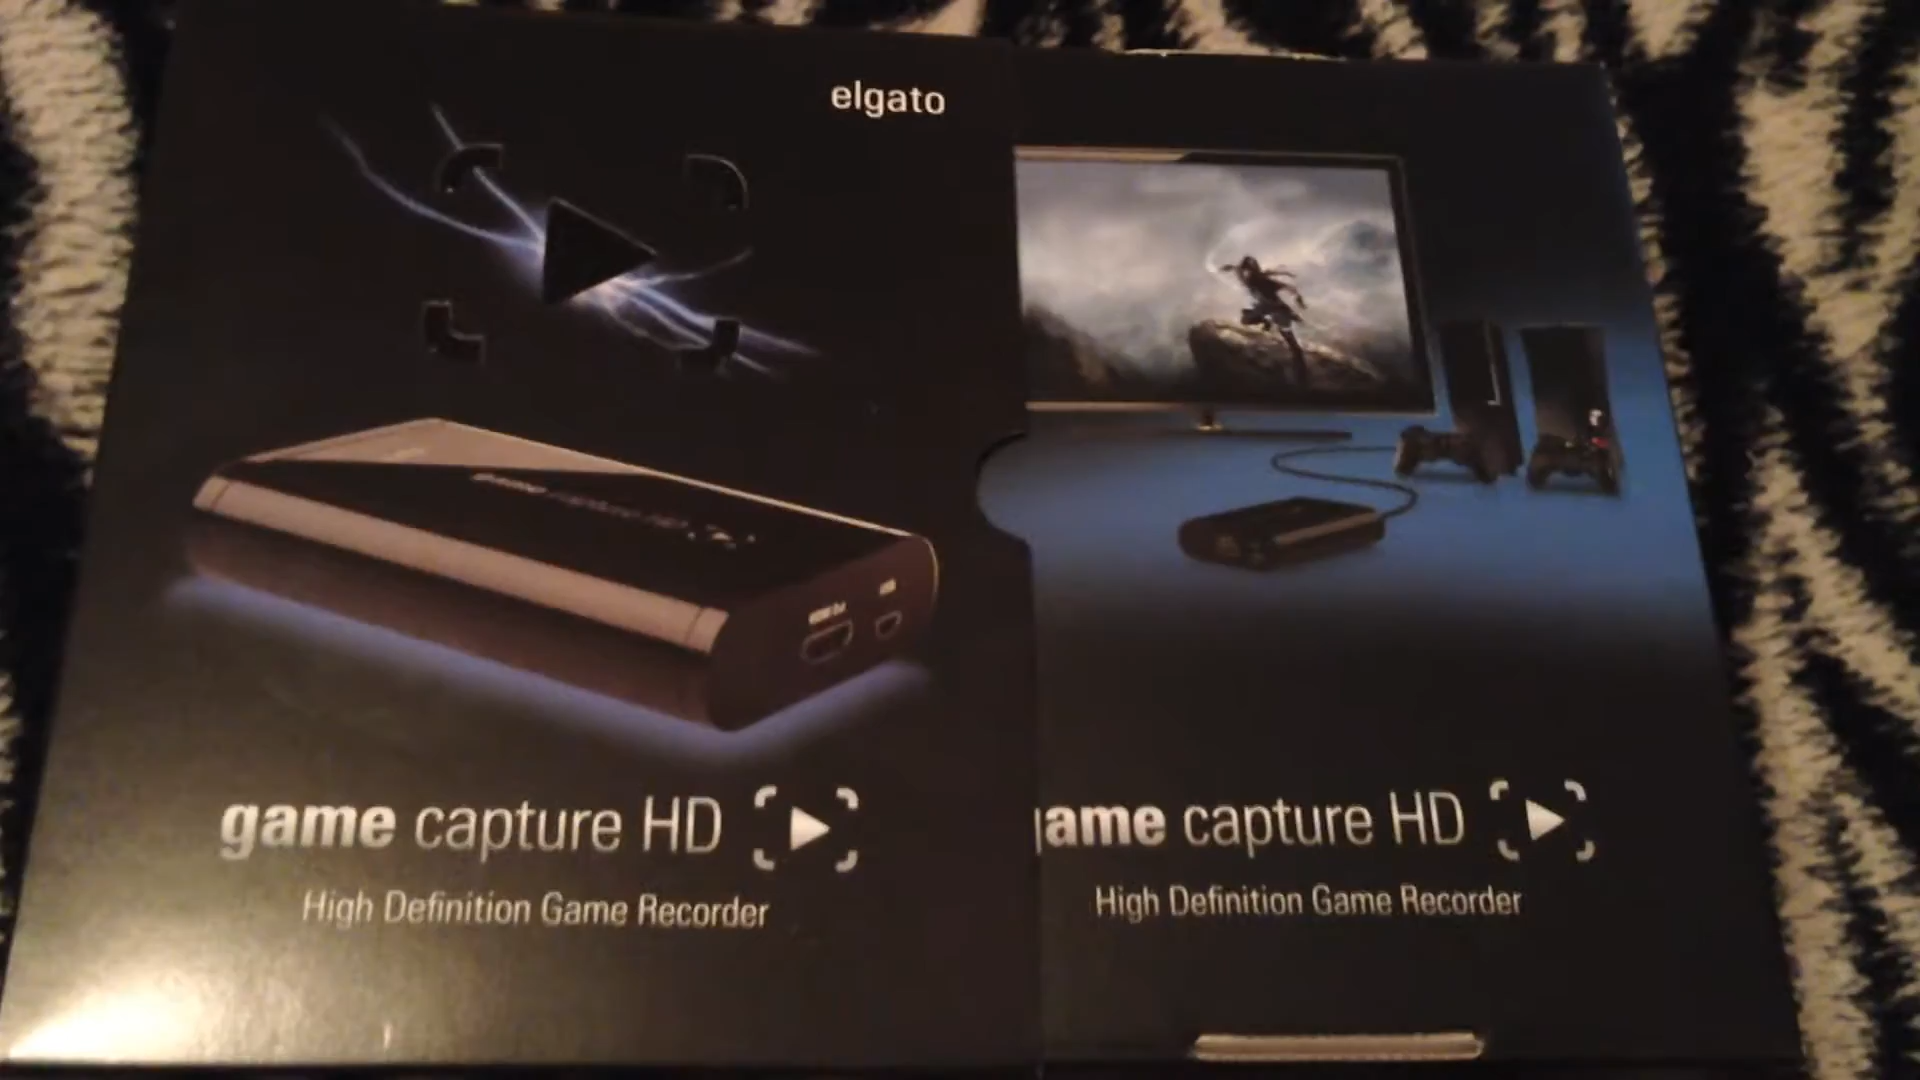 elgato
game capture HD
High Definition Game Recorder
ame capture HD
High Definition Game Recorder